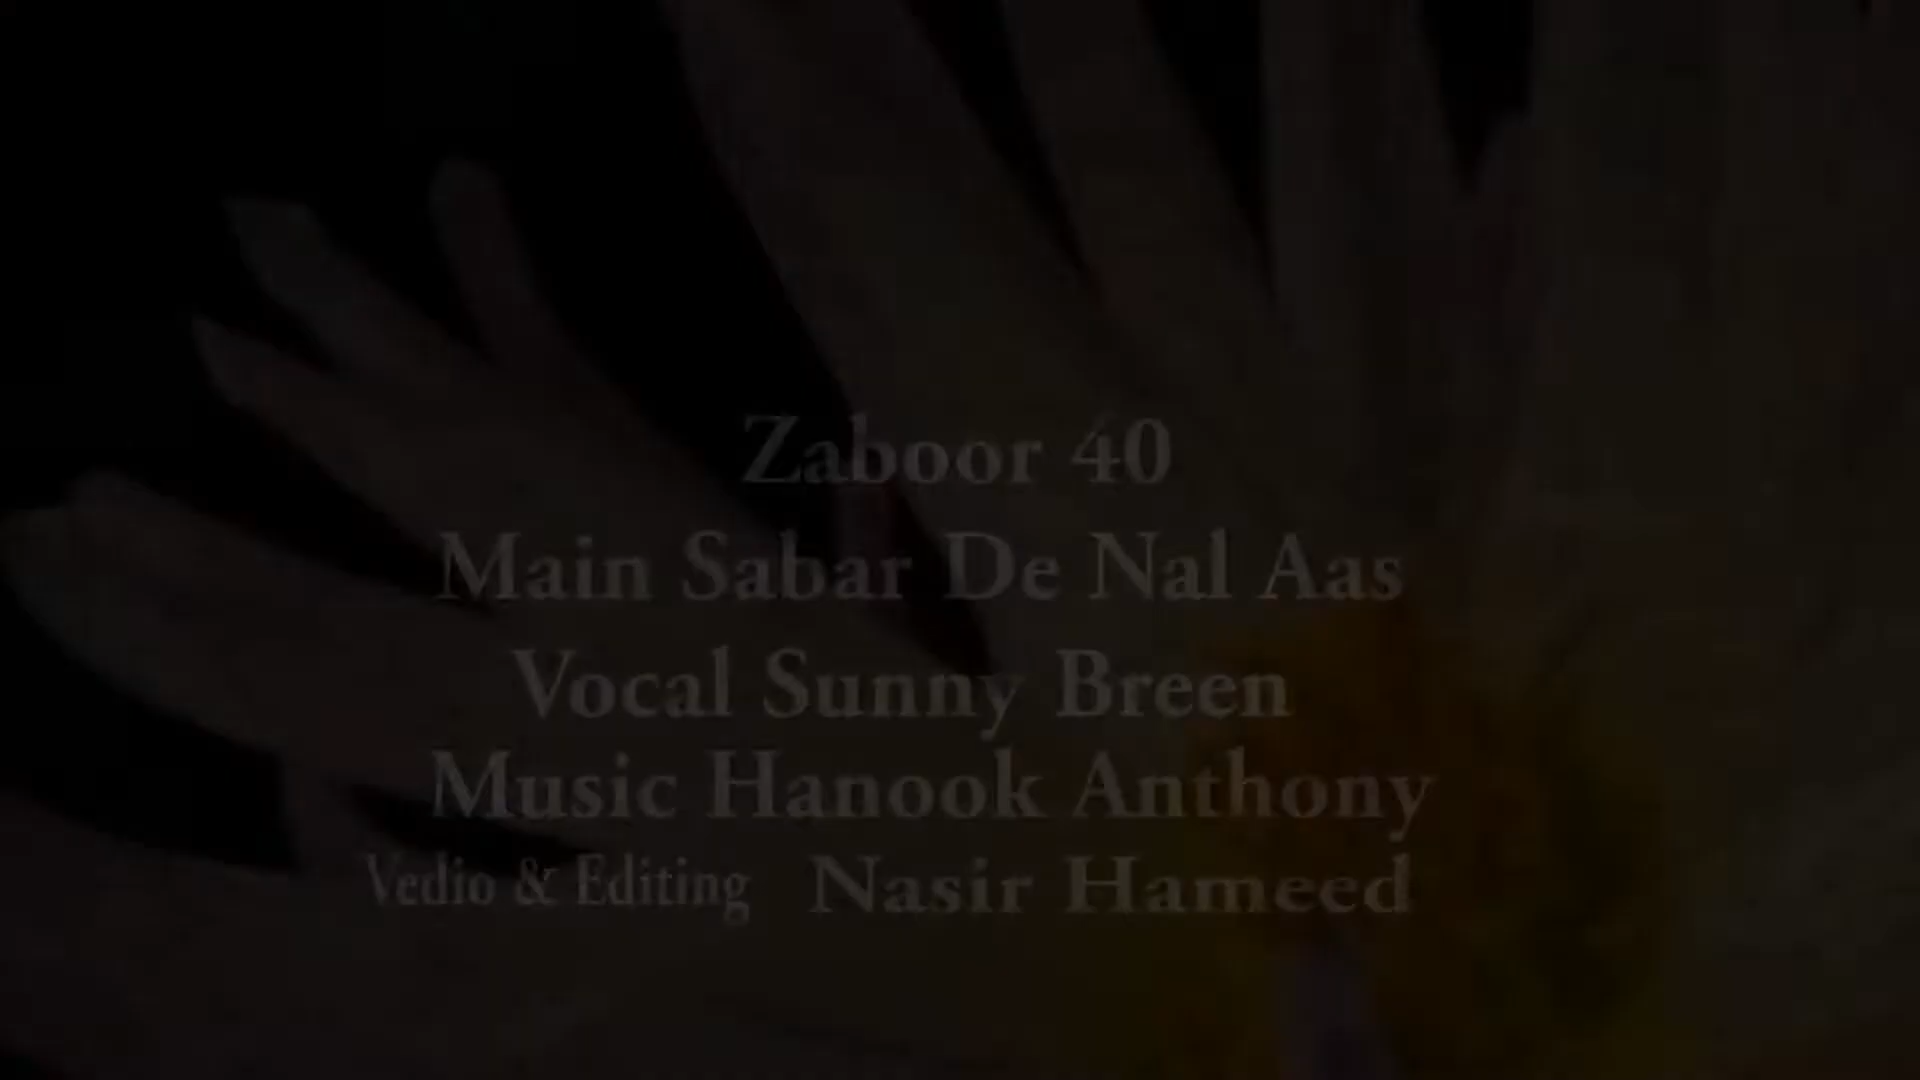 Zaboor 40
Main Sabar De Nal Aas
Vocal Sunny Breen
Music Hanook Anthony
Vedio & Editing Nasir Hameed